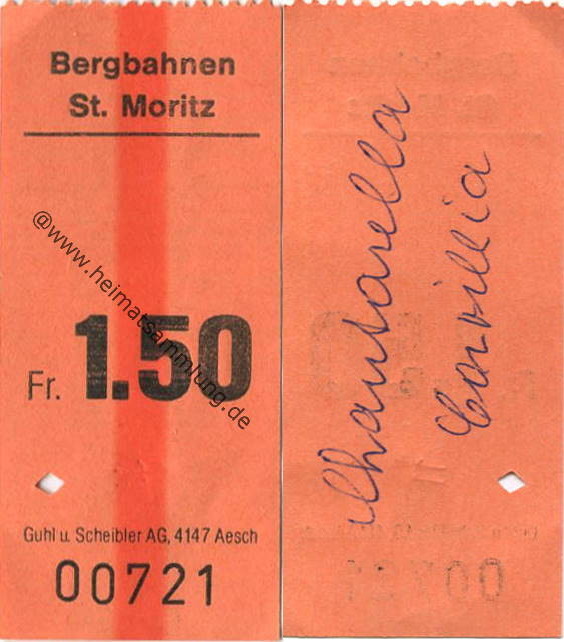 Bergbahnen
St. Moritz
@www.heimatsammlung.de
Fr. 1.50
Guhl u. Scheibler AG, 4147 Aesch
00721
Chantarella
Corviglia